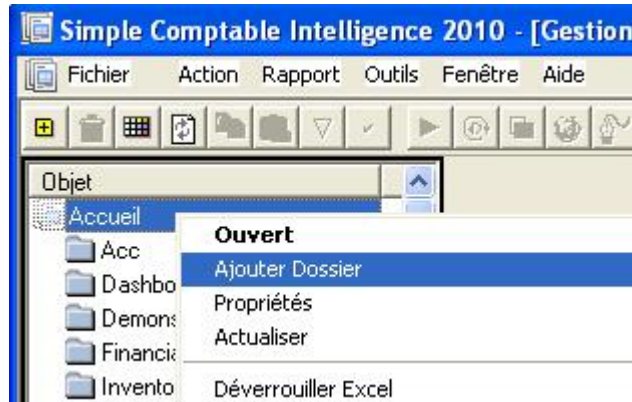 Simple Comptable Intelligence 2010 - [Gestion
Fichier Action Rapport Outils Fenêtre Aide
Objet
Accueil
Acc
Dashbo
Demons
Financia
Invento
Ouvert
Ajouter Dossier
Propriétés
Actualiser
Déverrouiller Excel